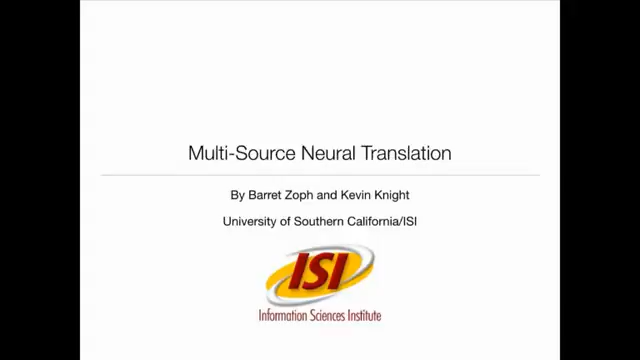 Multi-Source Neural Translation
By Barret Zoph and Kevin Knight
University of Southern California/ISI
ISI
Information Sciences Institute